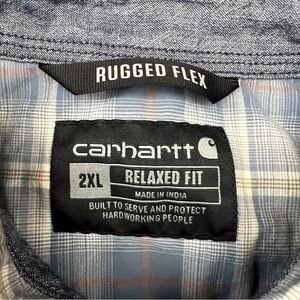 RUGGED FLEX
carhartt
2XL RELAXED FIT
MADE IN INDIA
BUILT TO SERVE AND PROTECT
HARDWORKING PEOPLE